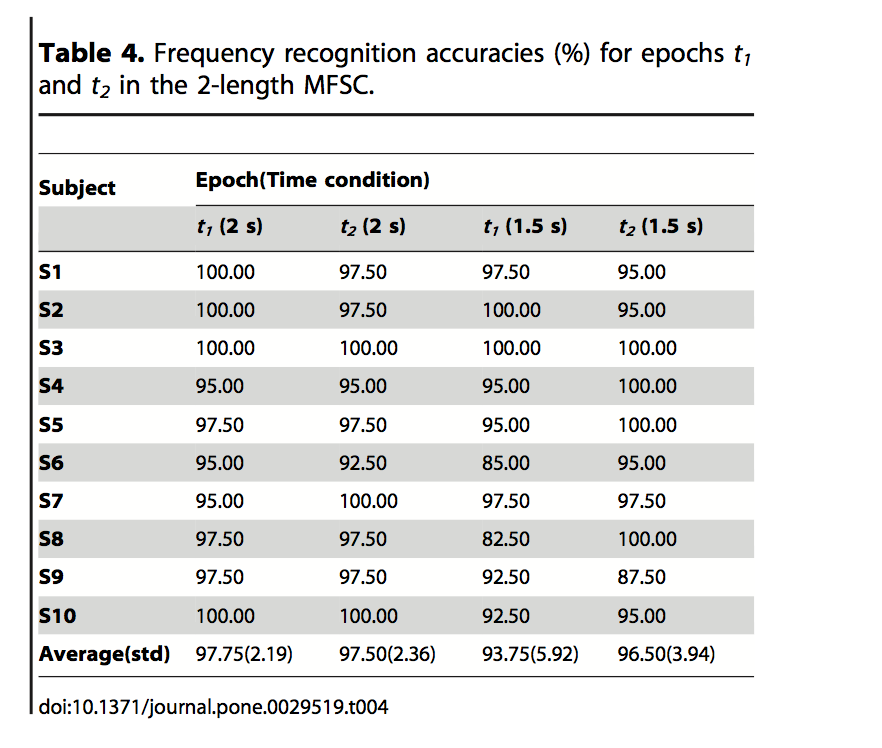 Table 4. Frequency recognition accuracies (%) for epochs t1
and t2 in the 2-length MFSC.
Subject Epoch(Time condition)
t1 (2 s) t2 (2 s) t1 (1.5 s) t2 (1.5 s)
S1 100.00 97.50 97.50 95.00
S2 100.00 97.50 100.00 95.00
S3 100.00 100.00 100.00 100.00
S4 95.00 95.00 95.00 100.00
S5 97.50 97.50 95.00 100.00
S6 95.00 92.50 85.00 95.00
S7 95.00 100.00 97.50 97.50
S8 97.50 97.50 82.50 100.00
S9 97.50 97.50 92.50 87.50
S10 100.00 100.00 92.50 95.00
Average(std) 97.75(2.19) 97.50(2.36) 93.75(5.92) 96.50(3.94)
doi:10.1371/journal.pone.0029519.t004